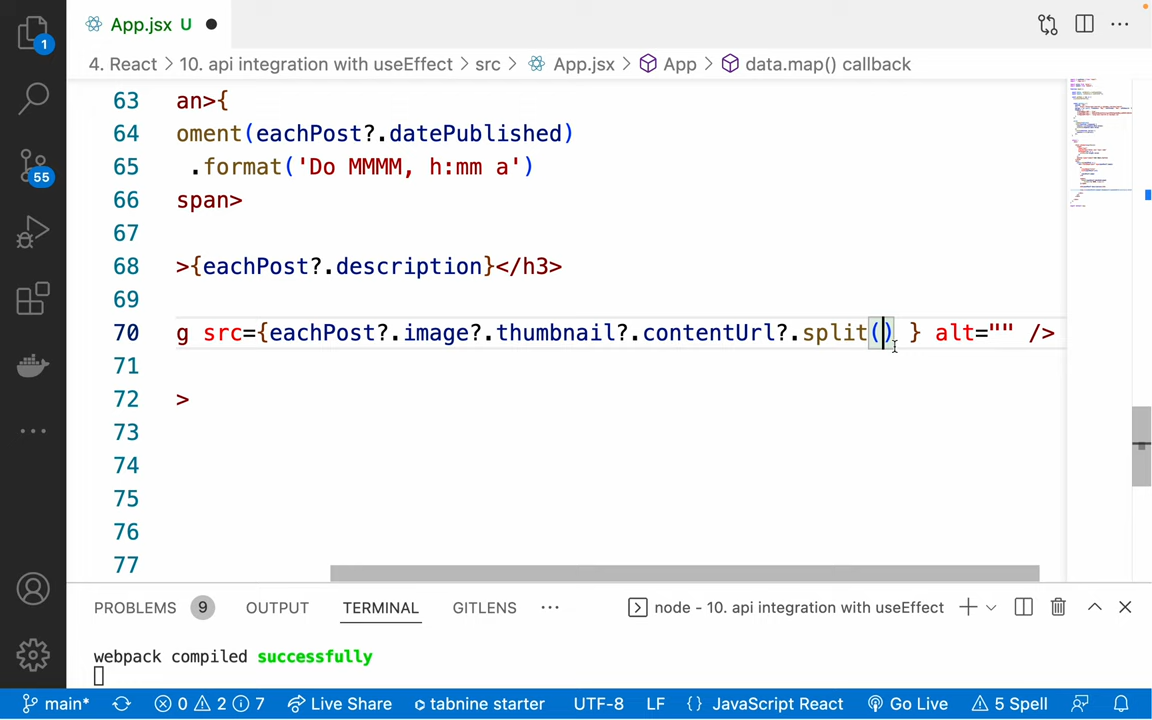 1
App.jsx U
4. React > 10. api integration with useEffect > src > App.jsx > App > data.map() callback
63 an>{
64 oment(eachPost?.datePublished)
65 .format('Do MMMM, h:mm a')
66 span>
67
68 >{eachPost?.description}</h3>
69
70 g src={eachPost?.image?.thumbnail?.contentUrl?.split() } alt="" />
71
72 >
73
74
75
76
77
55
PROBLEMS 9 OUTPUT TERMINAL GITLENS ··· node - 10. api integration with useEffect
webpack compiled successfully
main* 0 2 7 Live Share tabnine starter UTF-8 LF {} JavaScript React Go Live 5 Spell